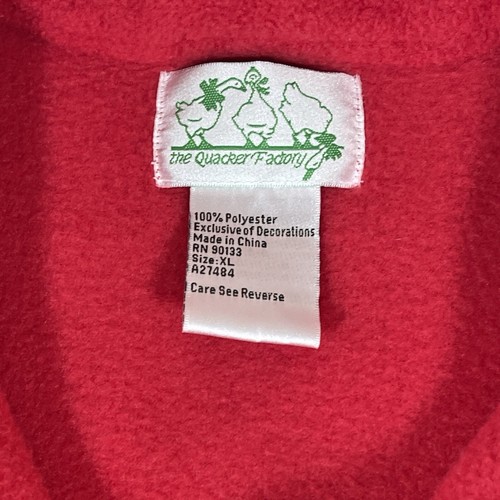 the Quacker Factory
100% Polyester
Exclusive of Decorations
Made in China
RN 90133
Size: XL
A27484
Care See Reverse